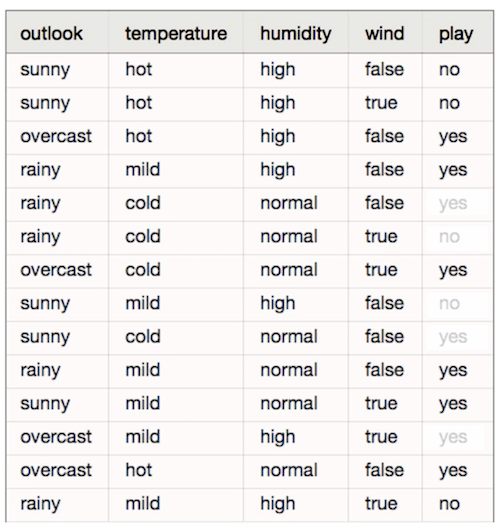 outlook temperature humidity wind play
sunny hot high false no
sunny hot high true no
overcast hot high false yes
rainy mild high false yes
rainy cold normal false yes
rainy cold normal true no
overcast cold normal true yes
sunny mild high false no
sunny cold normal false yes
rainy mild normal false yes
sunny mild normal true yes
overcast mild high true yes
overcast hot normal false yes
rainy mild high true no